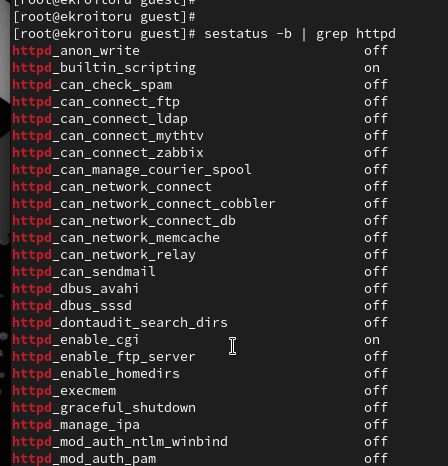 [root@ekroitoru guest]#
[root@ekroitoru guest]#
[root@ekroitoru guest]# sestatus -b | grep httpd
httpd_anon_write off
httpd_builtin_scripting on
httpd_can_check_spam off
httpd_can_connect_ftp off
httpd_can_connect_ldap off
httpd_can_connect_mythtv off
httpd_can_connect_zabbix off
httpd_can_manage_courier_spool off
httpd_can_network_connect off
httpd_can_network_connect_cobbler off
httpd_can_network_connect_db off
httpd_can_network_memcache off
httpd_can_network_relay off
httpd_can_sendmail off
httpd_dbus_avahi off
httpd_dbus_sssd off
httpd_dontaudit_search_dirs off
httpd_enable_cgi on
httpd_enable_ftp_server off
httpd_enable_homedirs off
httpd_execmem off
httpd_graceful_shutdown off
httpd_manage_ipa off
httpd_mod_auth_ntlm_winbind off
httpd_mod_auth_pam off